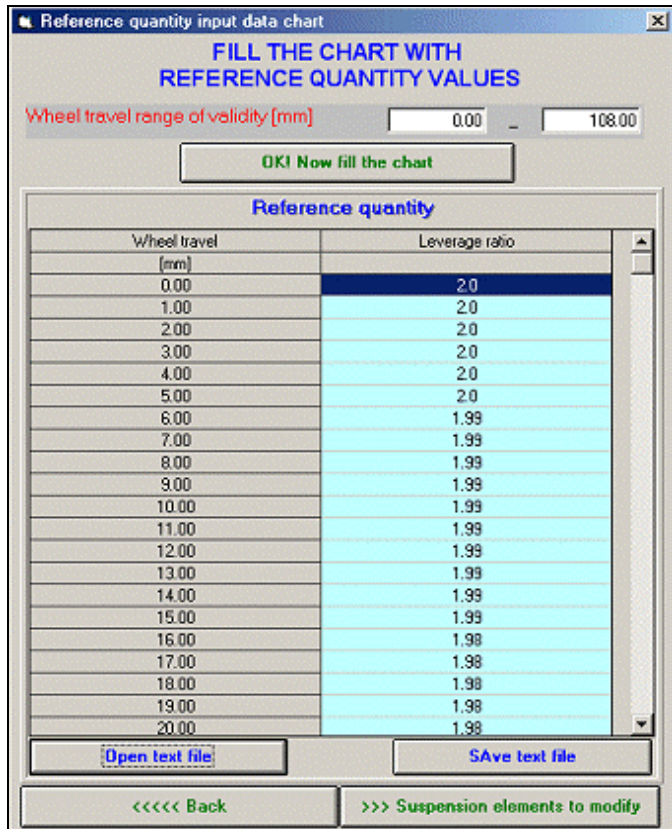 Reference quantity input data chart
FILL THE CHART WITH
REFERENCE QUANTITY VALUES
Wheel travel range of validity [mm] 0.00 _ 108.00
OK! Now fill the chart
Reference quantity
Wheel travel Leverage ratio
[mm]
0.00 2.0
1.00 2.0
2.00 2.0
3.00 2.0
4.00 2.0
5.00 2.0
6.00 1.99
7.00 1.99
8.00 1.99
9.00 1.99
10.00 1.99
11.00 1.99
12.00 1.99
13.00 1.99
14.00 1.99
15.00 1.99
16.00 1.98
17.00 1.98
18.00 1.98
19.00 1.98
20.00 1.98
Open text file SAve text file
<<<<< Back >>> Suspension elements to modify